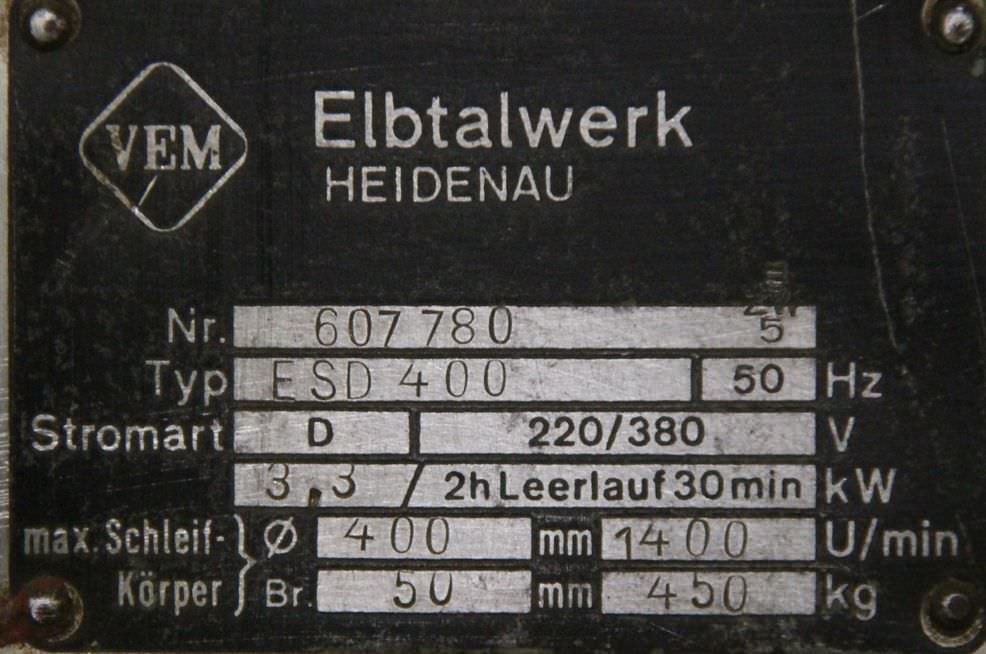 VEM
Elbtalwerk
HEIDENAU
Nr. 607 780 5
Typ ESD 400 50 Hz
Stromart D 220/380 V
3,3 / 2h Leerlauf 30 min kW
max. Schleif- Ø 400 mm 1400 U/min
Körper Br. 50 mm 450 kg